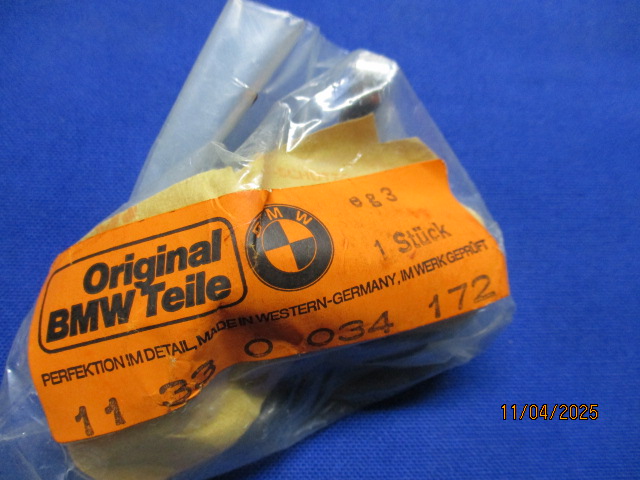 eg3
1 Stück
BMW
Original
BMW Teile
PERFEKTION IM DETAIL, MADE IN WESTERN-GERMANY, IM WERK GEPRÜFT
11 33 0 034 172
11/04/2025